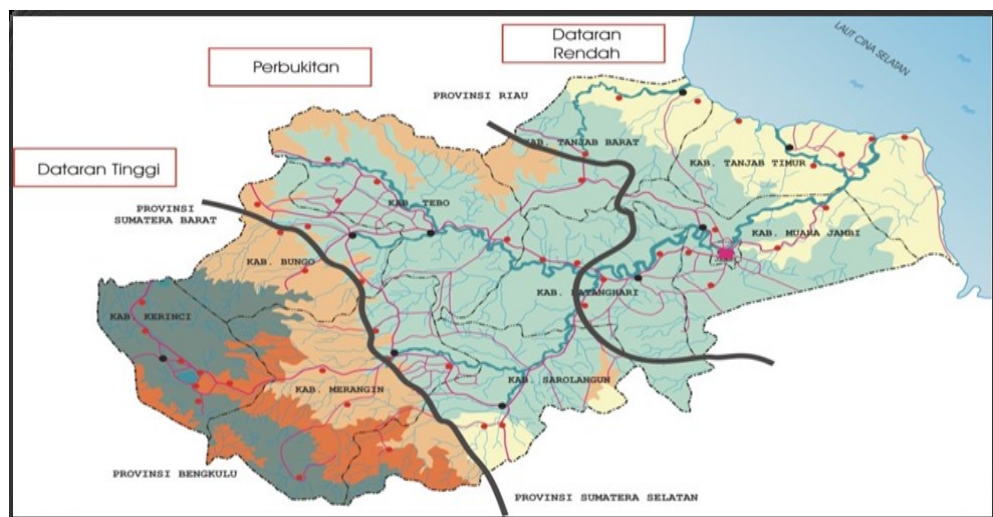 Dataran
Rendah
LAUT CINA SELATAN
Perbukitan
PROVINSI RIAU
KAB. TANJAB BARAT
KAB. TANJAB TIMUR
Dataran Tinggi
PROVINSI
SUMATERA BARAT
KAB. TEBO
KAB. MUARA JAMBI
KAB. BUNGO
KAB. BATANGHARI
KAB. KERINCI
KAB. SAROLANGUN
KAB. MERANGIN
PROVINSI BENGKULU
PROVINSI SUMATERA SELATAN